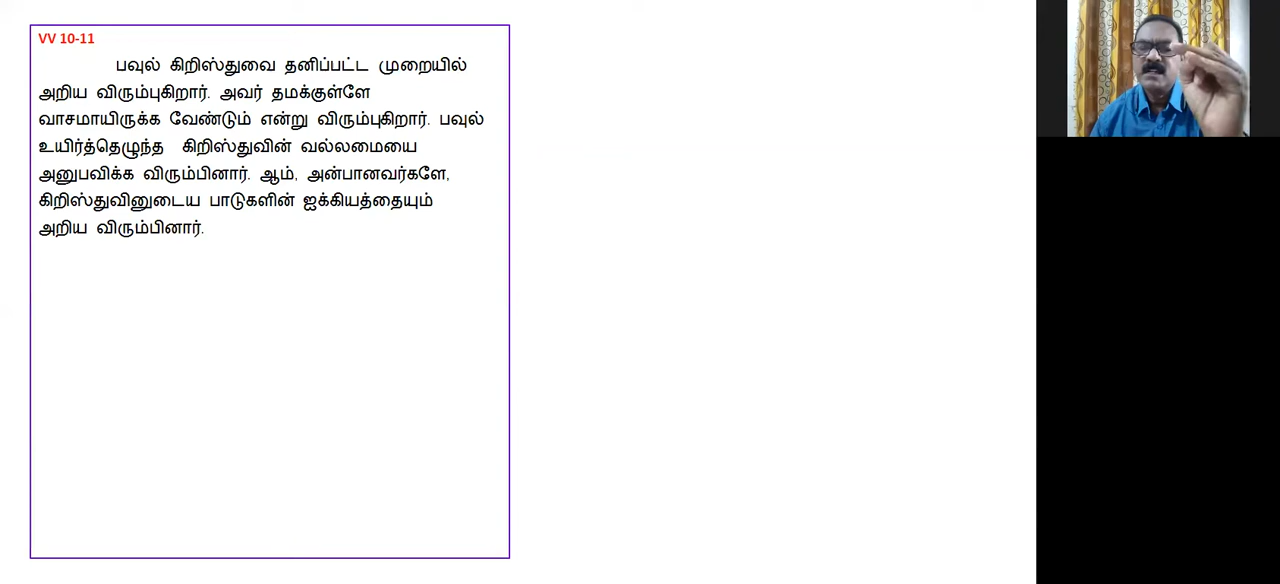 VV 10-11
பவுல் கிறிஸ்துவை தனிப்பட்ட முறையில்
அறிய விரும்புகிறார். அவர் தமக்குள்ளே
வாசமாயிருக்க வேண்டும் என்று விரும்புகிறார். பவுல்
உயிர்த்தெழுந்த கிறிஸ்துவின் வல்லமையை
அனுபவிக்க விரும்பினார். ஆம், அன்பானவர்களே,
கிறிஸ்துவினுடைய பாடுகளின் ஐக்கியத்தையும்
அறிய விரும்பினார்.